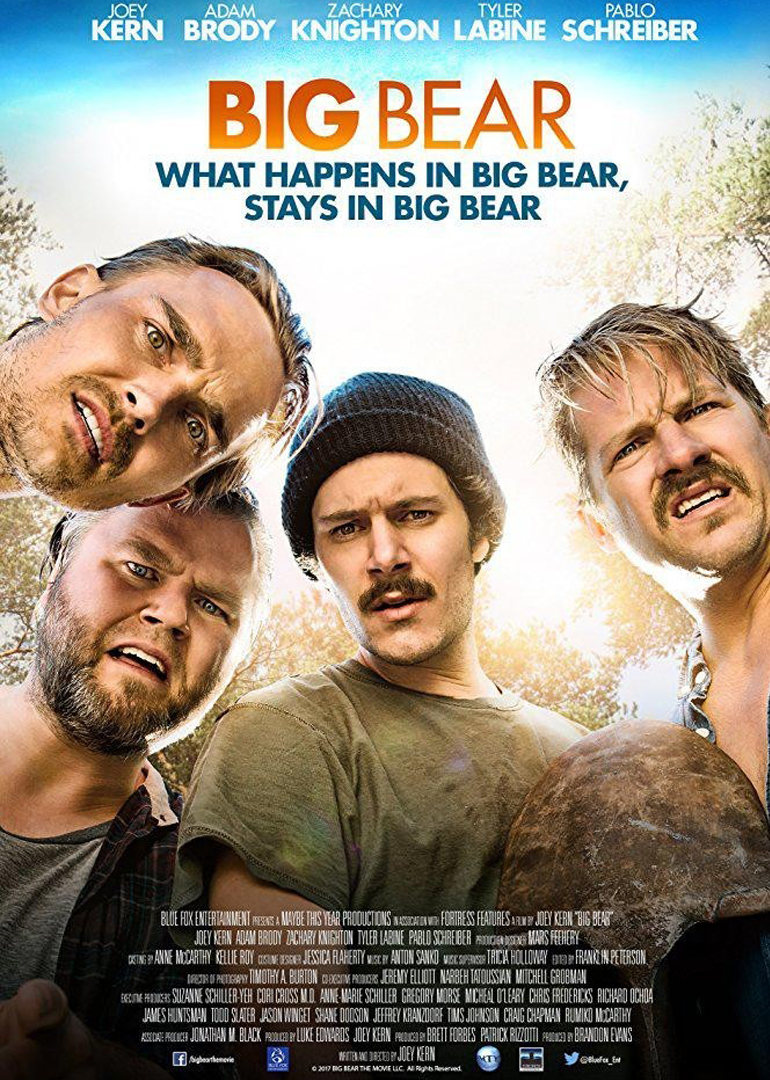 JOEY ADAM ZACHARY TYLER PABLO
KERN BRODY KNIGHTON LABINE SCHREIBER
BIG BEAR
WHAT HAPPENS IN BIG BEAR,
STAYS IN BIG BEAR
BLUE FOX ENTERTAINMENT PRESENTS A MAYBE THIS YEAR PRODUCTIONS IN ASSOCIATION WITH FORTRESS FEATURES A FILM BY JOEY KERN "BIG BEAR"
JOEY KERN ADAM BRODY ZACHARY KNIGHTON TYLER LABINE PABLO SCHREIBER PRODUCTION DESIGNER MARS FEEHERY
CASTING BY ANNE McCARTHY KELLIE ROY COSTUME DESIGNER JESSICA FLAHERTY MUSIC BY ANTON SANKO MUSIC SUPERVISOR TRICIA HOLLOWAY EDITED BY FRANKLIN PETERSON
DIRECTOR OF PHOTOGRAPHY TIMOTHY A. BURTON CO-EXECUTIVE PRODUCERS JEREMY ELLIOTT NARBEH TATOUSSIAN MITCHELL GROBMAN
EXECUTIVE PRODUCERS SUZANNE SCHILLER-YEH CORI CROSS M.D. ANNE-MARIE SCHILLER GREGORY MORSE MICHEAL O'LEARY CHRIS FREDERICKS RICHARD OCHOA
JAMES HUNTSMAN TODD SLATER JASON WINGET SHANE DODSON JEFFREY KRANZDORF TIMS JOHNSON CRAIG CHAPMAN RUMIKO McCARTHY
ASSOCIATE PRODUCER JONATHAN M. BLACK PRODUCED BY LUKE EDWARDS JOEY KERN PRODUCED BY BRETT FORBES PATRICK RIZZOTTI PRODUCED BY BRANDON EVANS
WRITTEN AND DIRECTED BY JOEY KERN
/bigbearthemovie BLUE FOX @BlueFox_Ent
© 2017 BIG BEAR THE MOVIE LLC. All Rights Reserved.